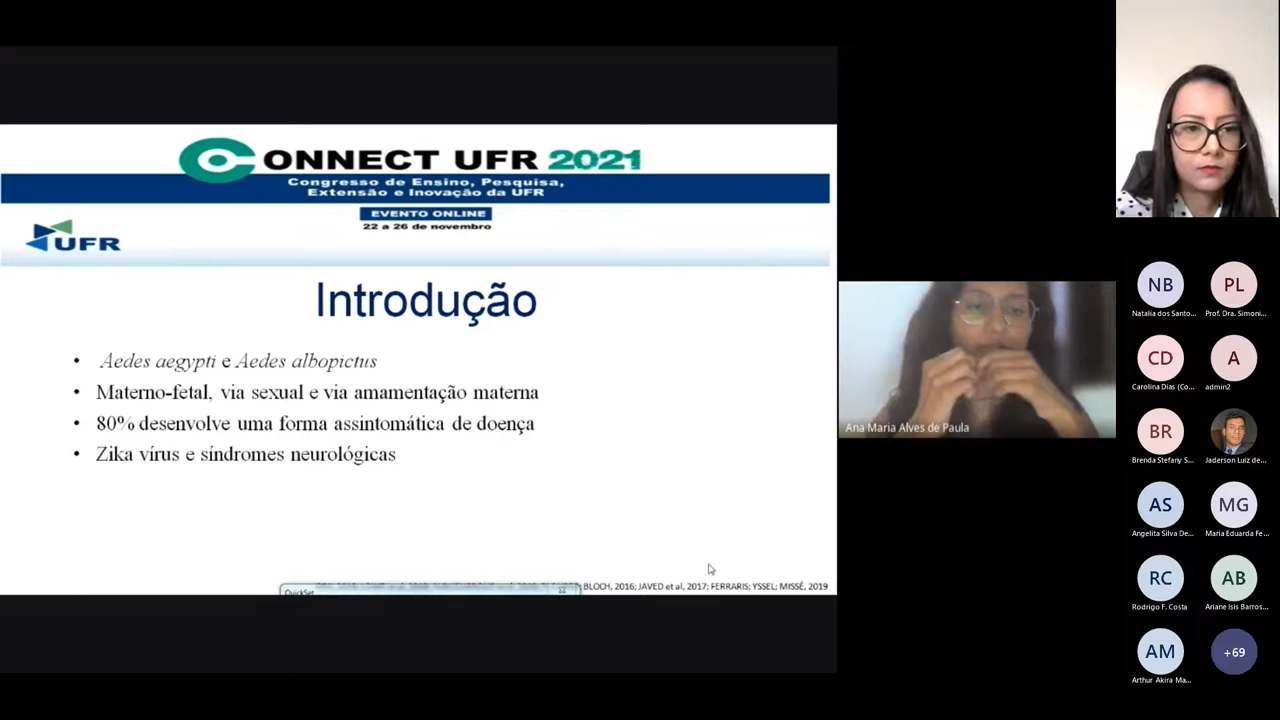 CONNECT UFR 2021
Congresso de Ensino, Pesquisa,
Extensão e Inovação da UFR
EVENTO ONLINE
22 a 26 de novembro
UFR
Introdução
• Aedes aegypti e Aedes albopictus
• Materno-fetal, via sexual e via amamentação materna
• 80% desenvolve uma forma assintomática de doença
• Zika vírus e síndromes neurológicas
BLOCH, 2016; JAVED et al, 2017; FERRARIS; YSSEL; MISSÉ, 2019
QuickSet
Ana Maria Alves de Paula
NB
PL
Natalia dos Santo...
Prof. Dra. Simoni...
CD
A
Carolina Dias (Co...
admin2
BR
Brenda Stefany S...
Jaderson Luiz de...
AS
MG
Angelita Silva De...
Maria Eduarda Fe...
RC
AB
Rodrigo F. Costa
Ariane Isis Barros...
AM
+69
Arthur Akira Ma...